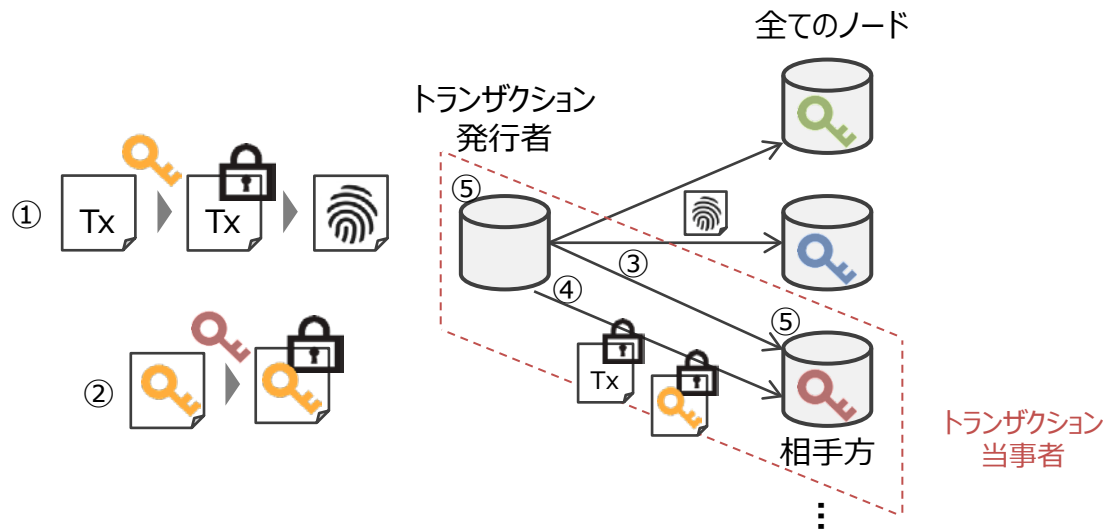 全てのノード
トランザクション
発行者
⑤
①
Tx
Tx
③
④
⑤
②
Tx
相手方
トランザクション
当事者
⋮